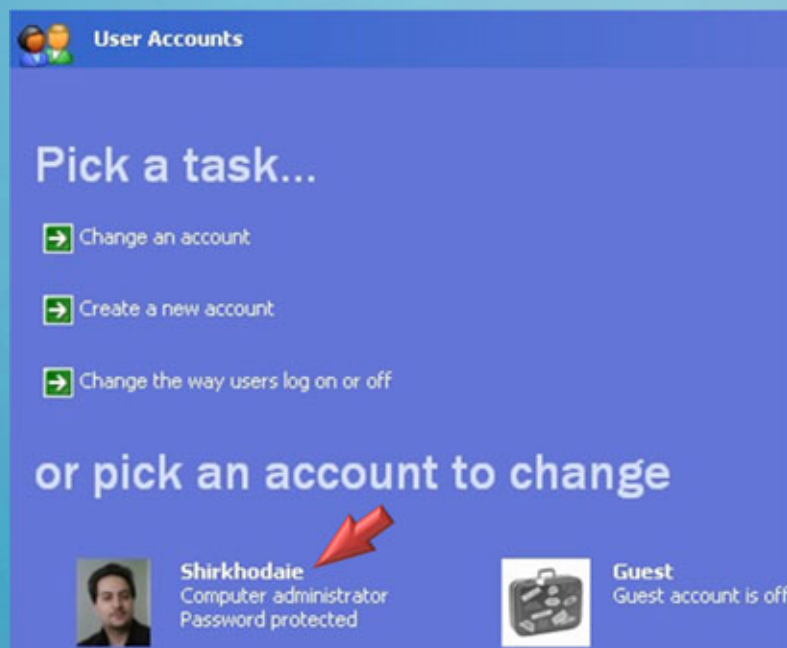 User Accounts
Pick a task...
Change an account
Create a new account
Change the way users log on or off
or pick an account to change
Shirkhodaie
Computer administrator
Password protected
Guest
Guest account is off